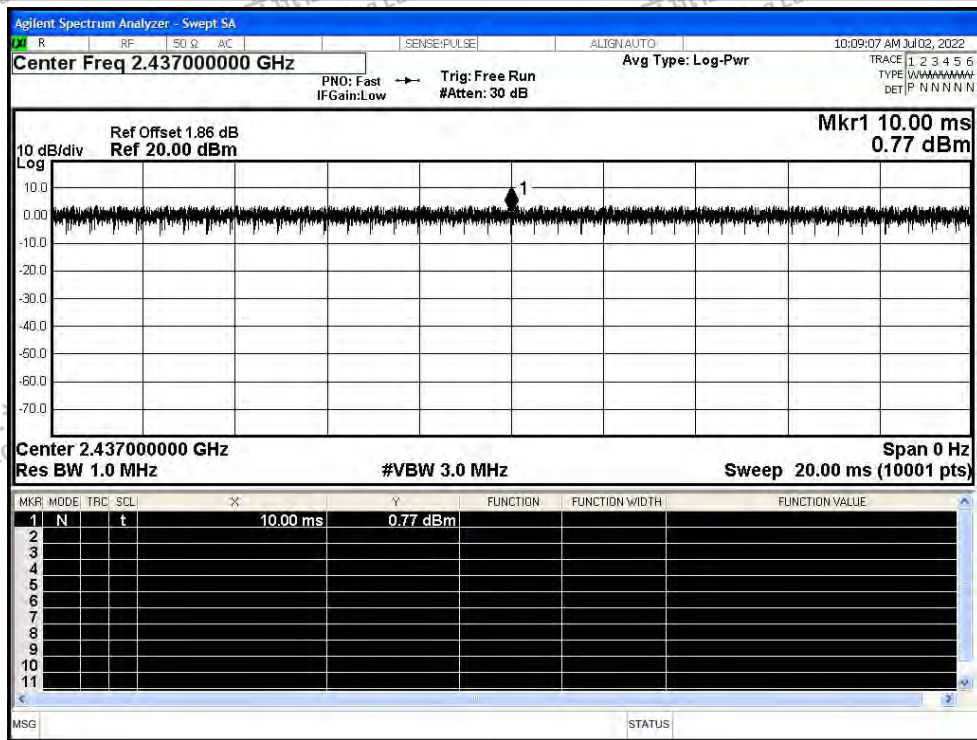 Agilent Spectrum Analyzer - Swept SA
R RF 50 Ω AC SENSE:PULSE ALIGN AUTO 10:09:07 AM Jul 02, 2022
Center Freq 2.437000000 GHz Avg Type: Log-Pwr TRACE 1 2 3 4 5 6
PNO: Fast Trig: Free Run TYPE WWWWWW
IFGain:Low #Atten: 30 dB DET P N N N N N
Ref Offset 1.86 dB Mkr1 10.00 ms
10 dB/div Ref 20.00 dBm 0.77 dBm
Log
10.0
1
0.00
-10.0
-20.0
-30.0
-40.0
-50.0
-60.0
-70.0
Center 2.437000000 GHz Span 0 Hz
Res BW 1.0 MHz #VBW 3.0 MHz Sweep 20.00 ms (10001 pts)
MKR MODE TRC SCL X Y FUNCTION FUNCTION WIDTH FUNCTION VALUE
1 N t 10.00 ms 0.77 dBm
2
3
4
5
6
7
8
9
10
11
MSG STATUS